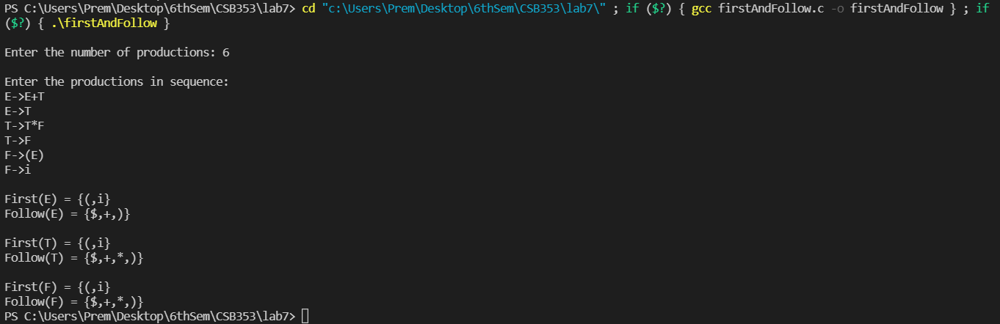 PS C:\Users\Prem\Desktop\6thSem\CSB353\lab7> cd "c:\Users\Prem\Desktop\6thSem\CSB353\lab7\" ; if ($?) { gcc firstAndFollow.c -o firstAndFollow } ; if
($?) { .\firstAndFollow }
Enter the number of productions: 6
Enter the productions in sequence:
E->E+T
E->T
T->T*F
T->F
F->(E)
F->i
First(E) = {(,i}
Follow(E) = {$,+,)}
First(T) = {(,i}
Follow(T) = {$,+,*,)}
First(F) = {(,i}
Follow(F) = {$,+,*,)}
PS C:\Users\Prem\Desktop\6thSem\CSB353\lab7>